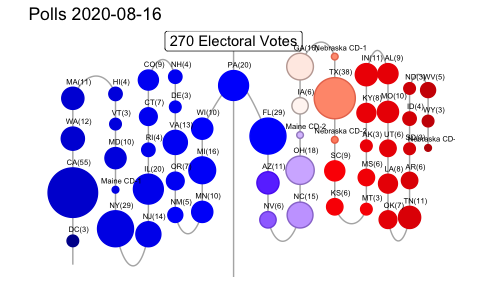 Polls 2020-08-16
270 Electoral Votes
PA(20)
GA(16)
Nebraska CD-1
MA(11)
HI(4)
CO(9)
NH(4)
TX(38)
IN(11)
AL(9)
ND(3)
WV(5)
WA(12)
VT(3)
CT(7)
DE(3)
WI(10)
FL(29)
IA(6)
KY(8)
MO(10)
ID(4)
WY(3)
MD(10)
RI(4)
VA(13)
MI(16)
Maine CD-2
Nebraska CD-2
AK(3)
UT(6)
Nebraska CD-
CA(55)
Maine CD-
IL(20)
OR(7)
AZ(11)
OH(18)
SC(9)
MS(6)
LA(8)
AR(6)
DC(3)
NY(29)
NJ(14)
NM(5)
MN(10)
NV(6)
NC(15)
KS(6)
MT(3)
OK(7)
TN(11)